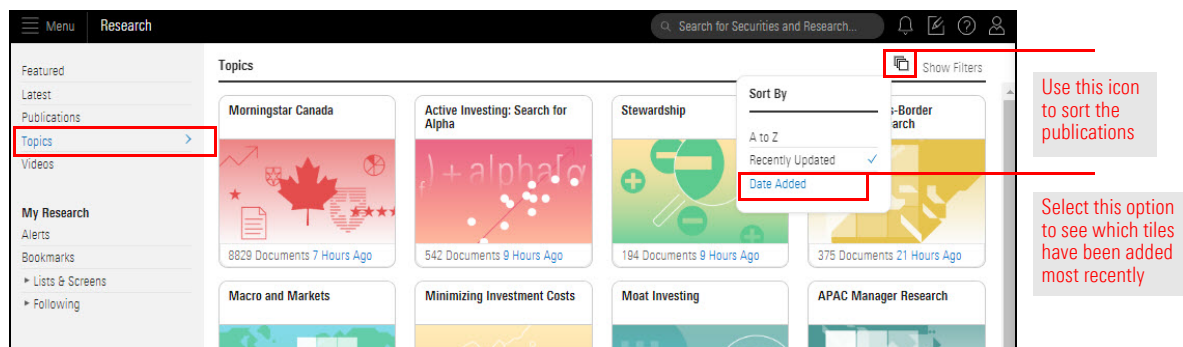 Menu
Research
Search for Securities and Research...
Featured
Latest
Publications
Topics
Videos
My Research
Alerts
Bookmarks
Lists & Screens
Following
Topics
Show Filters
Sort By
A to Z
Recently Updated
Date Added
Morningstar Canada
8829 Documents 7 Hours Ago
Active Investing: Search for
Alpha
) + alpha[α
542 Documents 9 Hours Ago
Stewardship
194 Documents 9 Hours Ago
s-Border
arch
375 Documents 21 Hours Ago
Macro and Markets
Minimizing Investment Costs
Moat Investing
APAC Manager Research
Use this icon
to sort the
publications
Select this option
to see which tiles
have been added
most recently